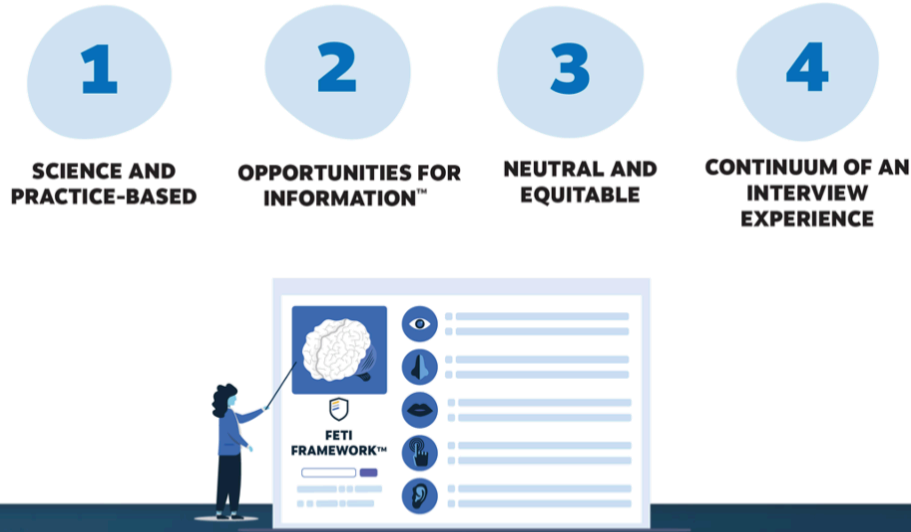 1
SCIENCE AND
PRACTICE-BASED
2
OPPORTUNITIES FOR
INFORMATION™
3
NEUTRAL AND
EQUITABLE
4
CONTINUUM OF AN
INTERVIEW
EXPERIENCE
FETI
FRAMEWORK™